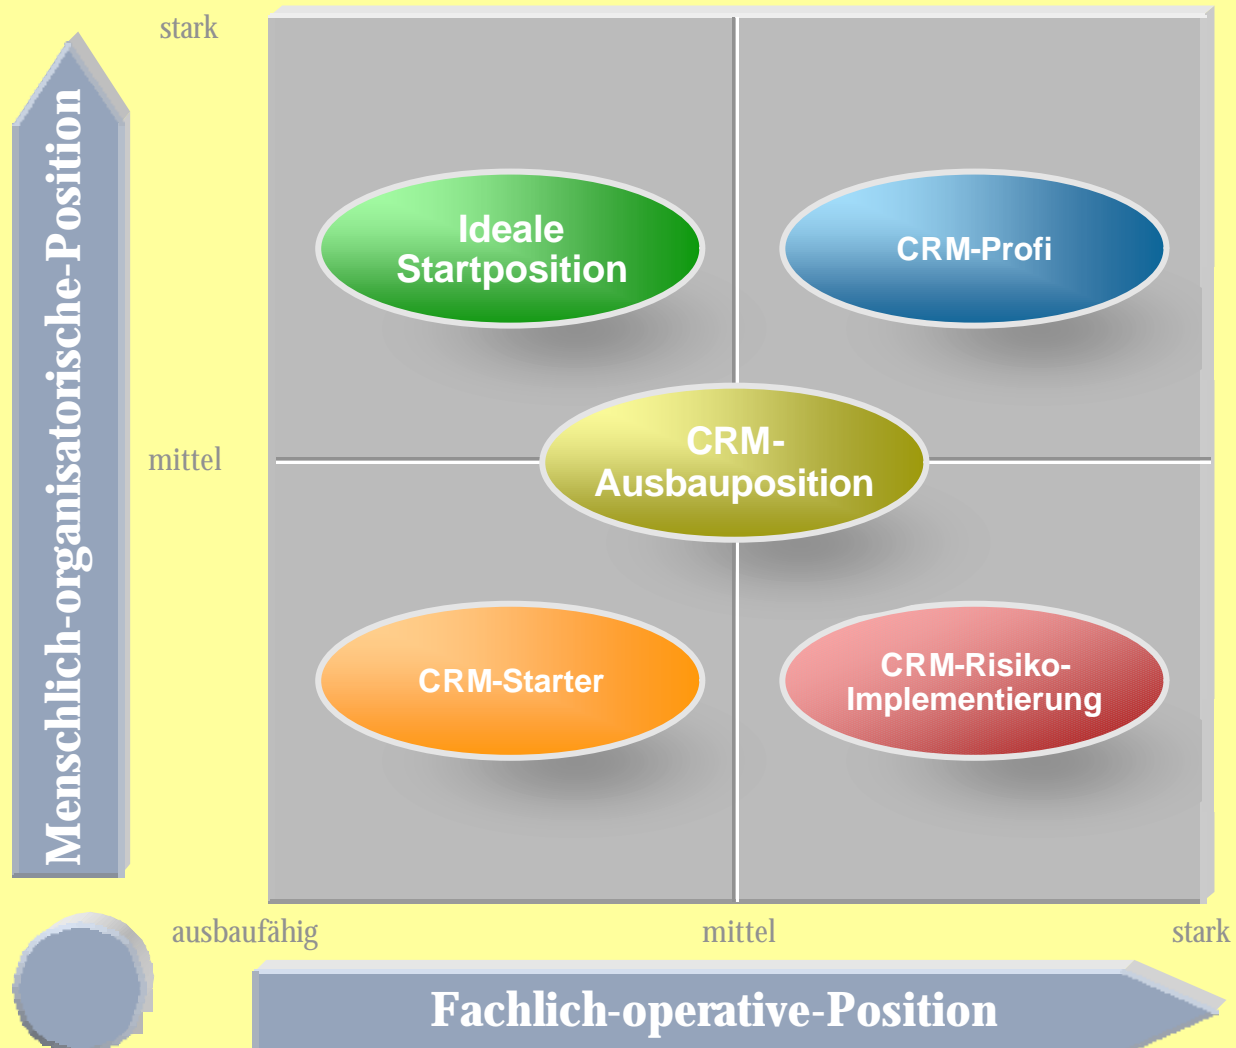 stark
Menschlich-organisatorische-Position
Ideale
Startposition
CRM-Profi
mittel
CRM-
Ausbauposition
CRM-Starter
CRM-Risiko-
Implementierung
ausbaufähig
mittel
stark
Fachlich-operative-Position